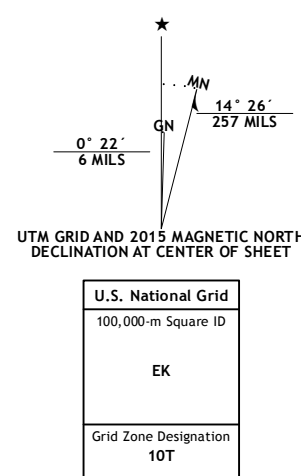 ★
MN
GN
14° 26´
257 MILS
0° 22´
6 MILS
UTM GRID AND 2015 MAGNETIC NORTH
DECLINATION AT CENTER OF SHEET
U.S. National Grid
100,000-m Square ID
EK
Grid Zone Designation
10T